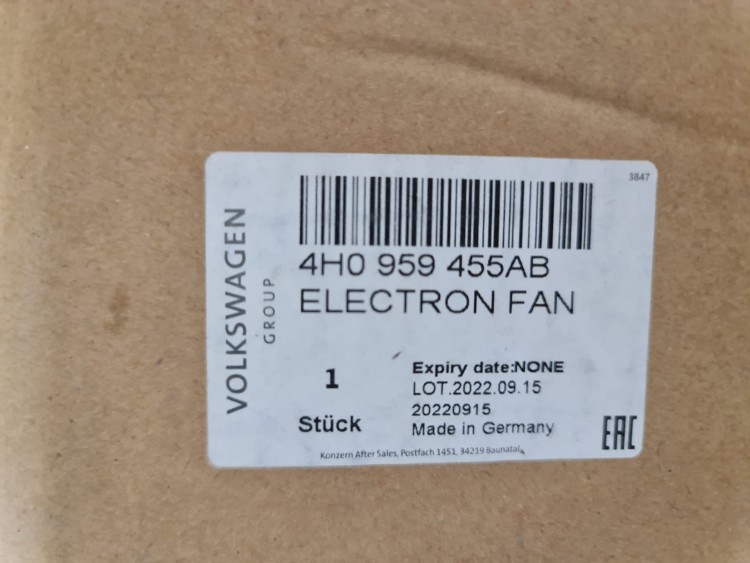 3847
VOLKSWAGEN
GROUP
4H0 959 455AB
ELECTRON FAN
1
Stück
Expiry date:NONE
LOT.2022.09.15
20220915
Made in Germany
EAC
Konzern After Sales, Postfach 1451, 34219 Baunatal